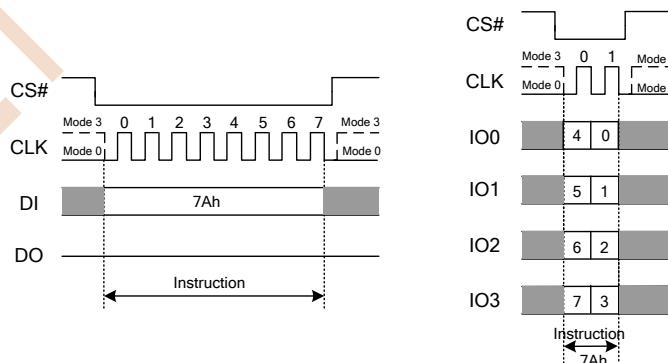 CS#
Mode 3 0 1 2 3 4 5 6 7 Mode 3
CLK
Mode 0 Mode 0
DI 7Ah
DO
Instruction
CS#
Mode 3 0 1 Mode
CLK
Mode 0 Mode
IO0 4 0
IO1 5 1
IO2 6 2
IO3 7 3
Instruction
7Ah